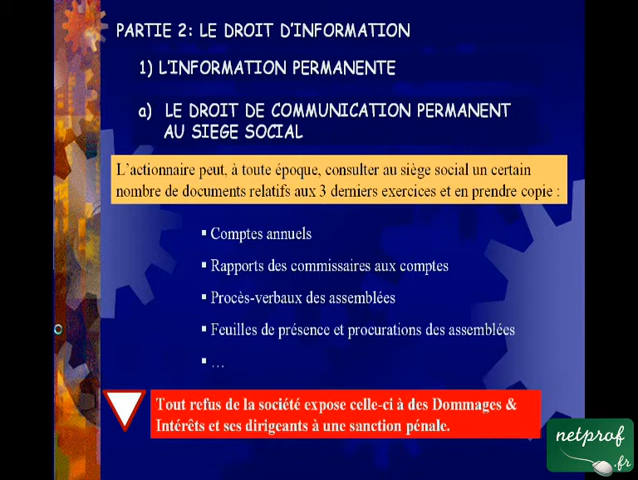 PARTIE 2: LE DROIT D'INFORMATION
1) L'INFORMATION PERMANENTE
a) LE DROIT DE COMMUNICATION PERMANENT
AU SIEGE SOCIAL
L'actionnaire peut, à toute époque, consulter au siège social un certain
nombre de documents relatifs aux 3 derniers exercices et en prendre copie :
▪ Comptes annuels
▪ Rapports des commissaires aux comptes
▪ Procès-verbaux des assemblées
▪ Feuilles de présence et procurations des assemblées
▪ …
Tout refus de la société expose celle-ci à des Dommages &
Intérêts et ses dirigeants à une sanction pénale.
netprof
.fr